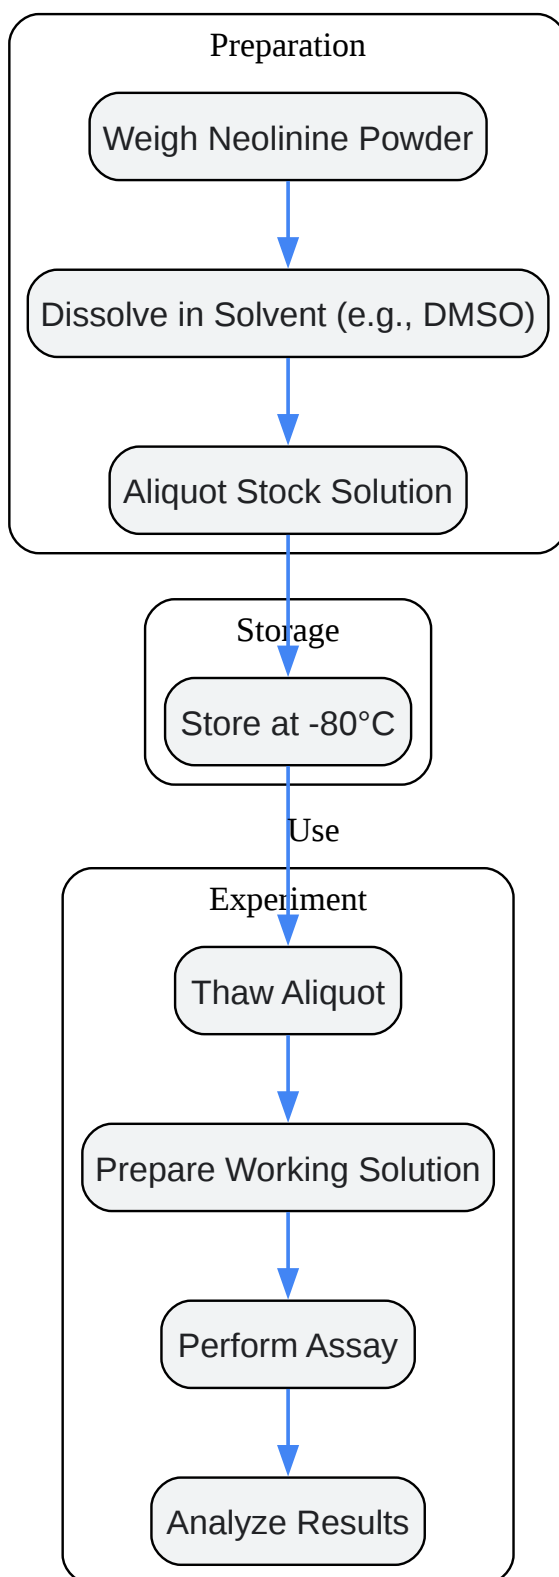 Preparation
Weigh Neolinine Powder
Dissolve in Solvent (e.g., DMSO)
Aliquot Stock Solution
Storage
Store at -80°C
Use
Experiment
Thaw Aliquot
Prepare Working Solution
Perform Assay
Analyze Results